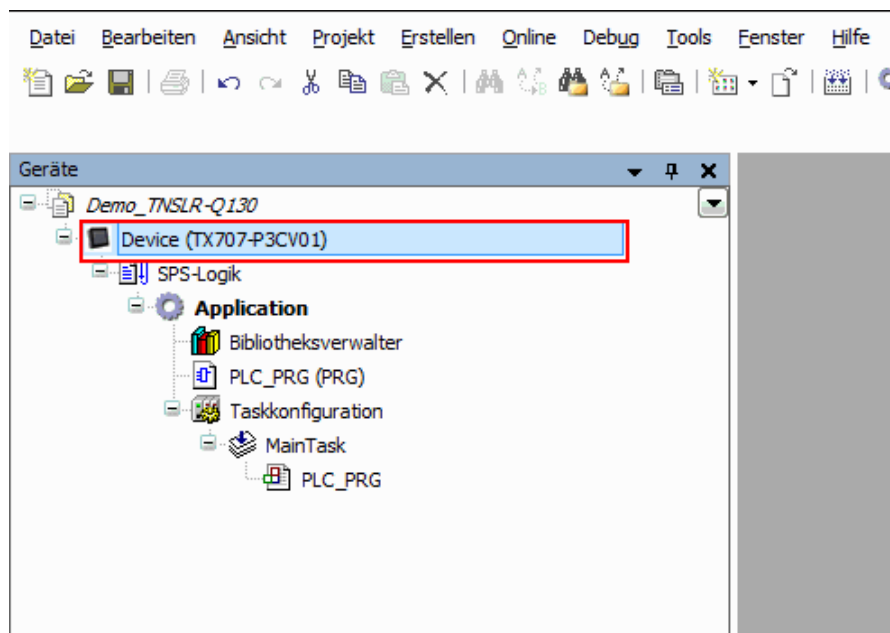 Datei Bearbeiten Ansicht Projekt Erstellen Online Debug Tools Fenster Hilfe
Geräte
Demo_TNSLR-Q130
Device (TX707-P3CV01)
SPS-Logik
Application
Bibliotheksverwalter
PLC_PRG (PRG)
Taskkonfiguration
MainTask
PLC_PRG